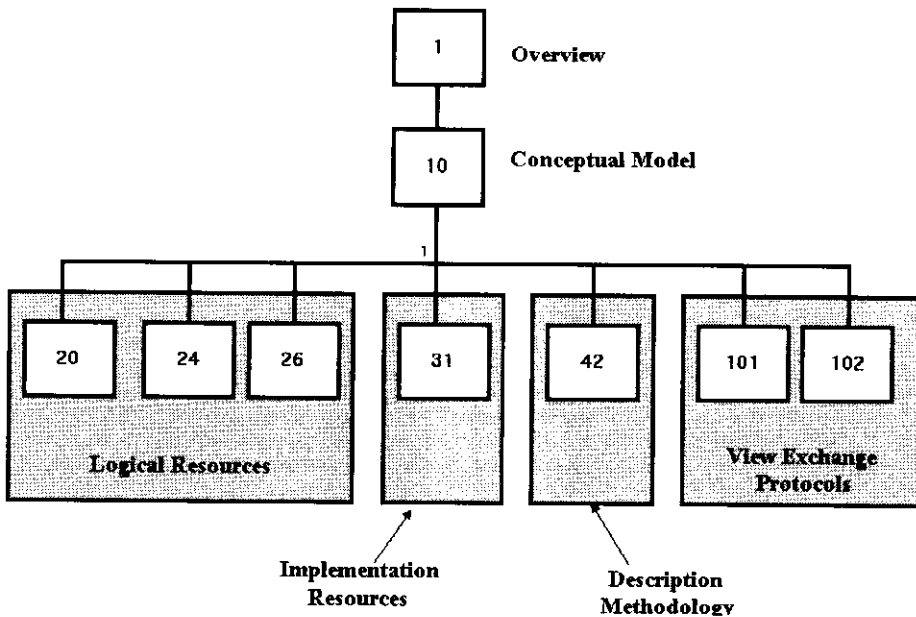 1
Overview
10
Conceptual Model
1
20
24
26
31
42
101
102
Logical Resources
View Exchange
Protocols
Implementation
Resources
Description
Methodology